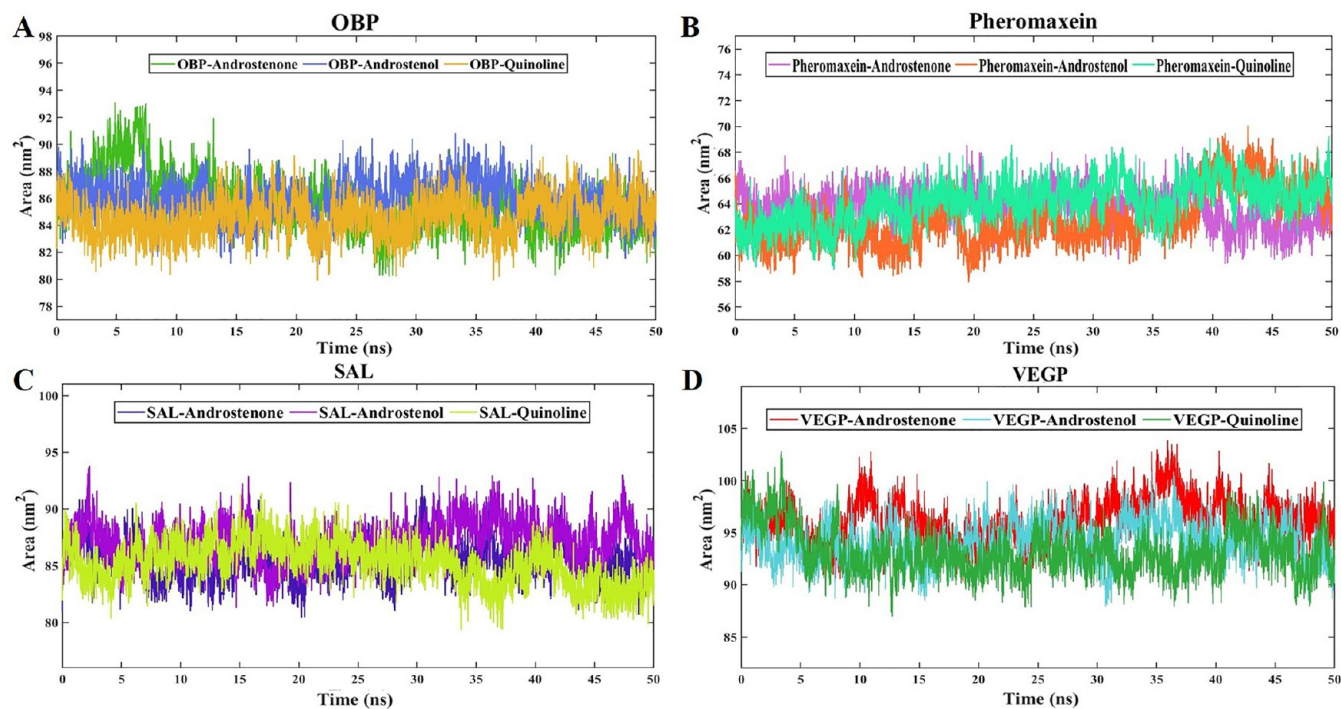 A
OBP
98
96
94
92
90
88
86
84
82
80
78
Area (nm²)
OBP-Androstenone OBP-Androstenol OBP-Quinoline
0 5 10 15 20 25 30 35 40 45 50
Time (ns)
B
Pheromaxein
76
74
72
70
68
66
64
62
60
58
56
Area (nm²)
Pheromaxein-Androstenone Pheromaxein-Androstenol Pheromaxein-Quinoline
0 5 10 15 20 25 30 35 40 45 50
Time (ns)
C
SAL
100
95
90
85
80
Area (nm²)
SAL-Androstenone SAL-Androstenol SAL-Quinoline
0 5 10 15 20 25 30 35 40 45 50
Time (ns)
D
VEGP
105
100
95
90
85
Area (nm²)
VEGP-Androstenone VEGP-Androstenol VEGP-Quinoline
0 5 10 15 20 25 30 35 40 45 50
Time (ns)